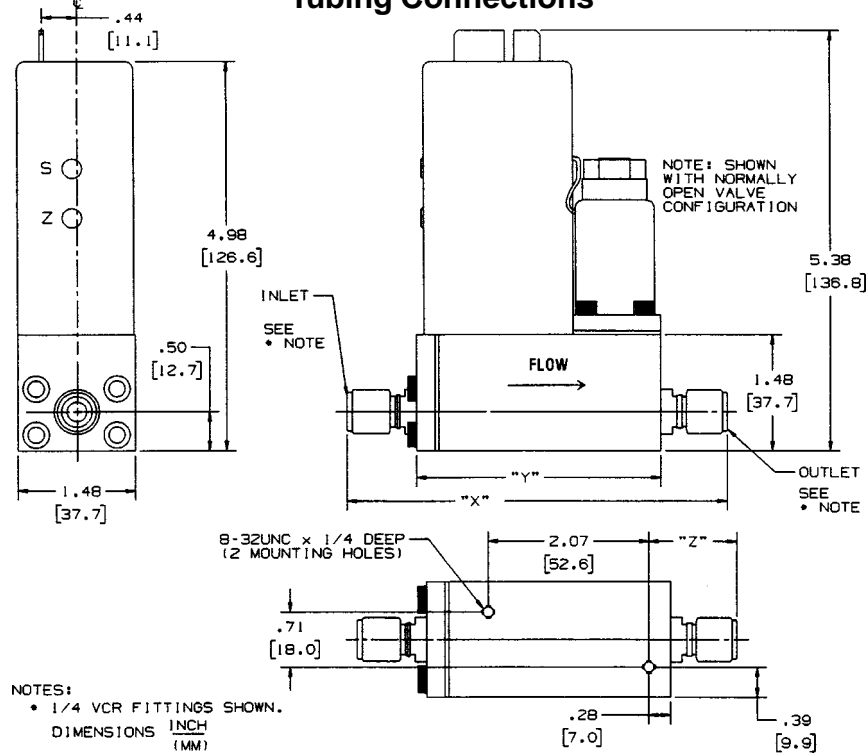 Tubing Connections
℄
.44
[11.1]
S
Z
4.98
[126.6]
.50
[12.7]
1.48
[37.7]
INLET
SEE
* NOTE
FLOW
NOTE: SHOWN
WITH NORMALLY
OPEN VALVE
CONFIGURATION
5.38
[136.8]
1.48
[37.7]
"Y"
"X"
OUTLET
SEE
* NOTE
8-32UNC x 1/4 DEEP
(2 MOUNTING HOLES)
2.07
[52.6]
"Z"
.71
[18.0]
.28
[7.0]
.39
[9.9]
NOTES:
* 1/4 VCR FITTINGS SHOWN.
DIMENSIONS INCH
(MM)